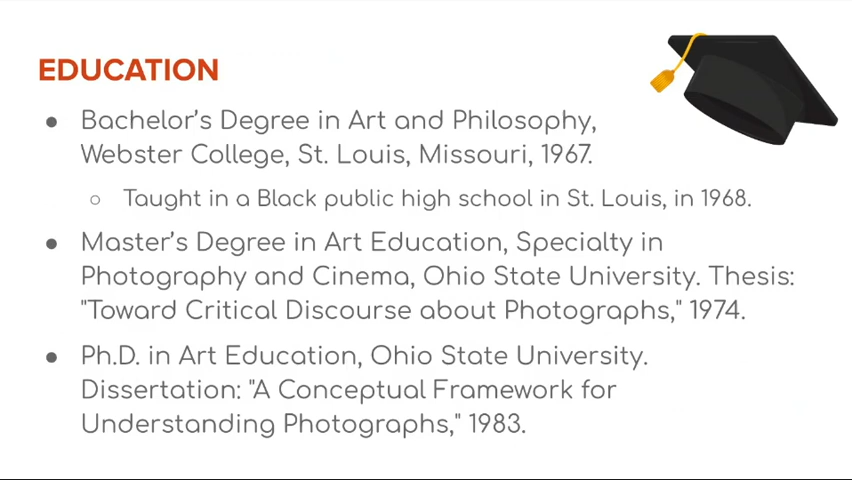 EDUCATION
● Bachelor’s Degree in Art and Philosophy,
Webster College, St. Louis, Missouri, 1967.
○ Taught in a Black public high school in St. Louis, in 1968.
● Master’s Degree in Art Education, Specialty in
Photography and Cinema, Ohio State University. Thesis:
"Toward Critical Discourse about Photographs," 1974.
● Ph.D. in Art Education, Ohio State University.
Dissertation: "A Conceptual Framework for
Understanding Photographs," 1983.